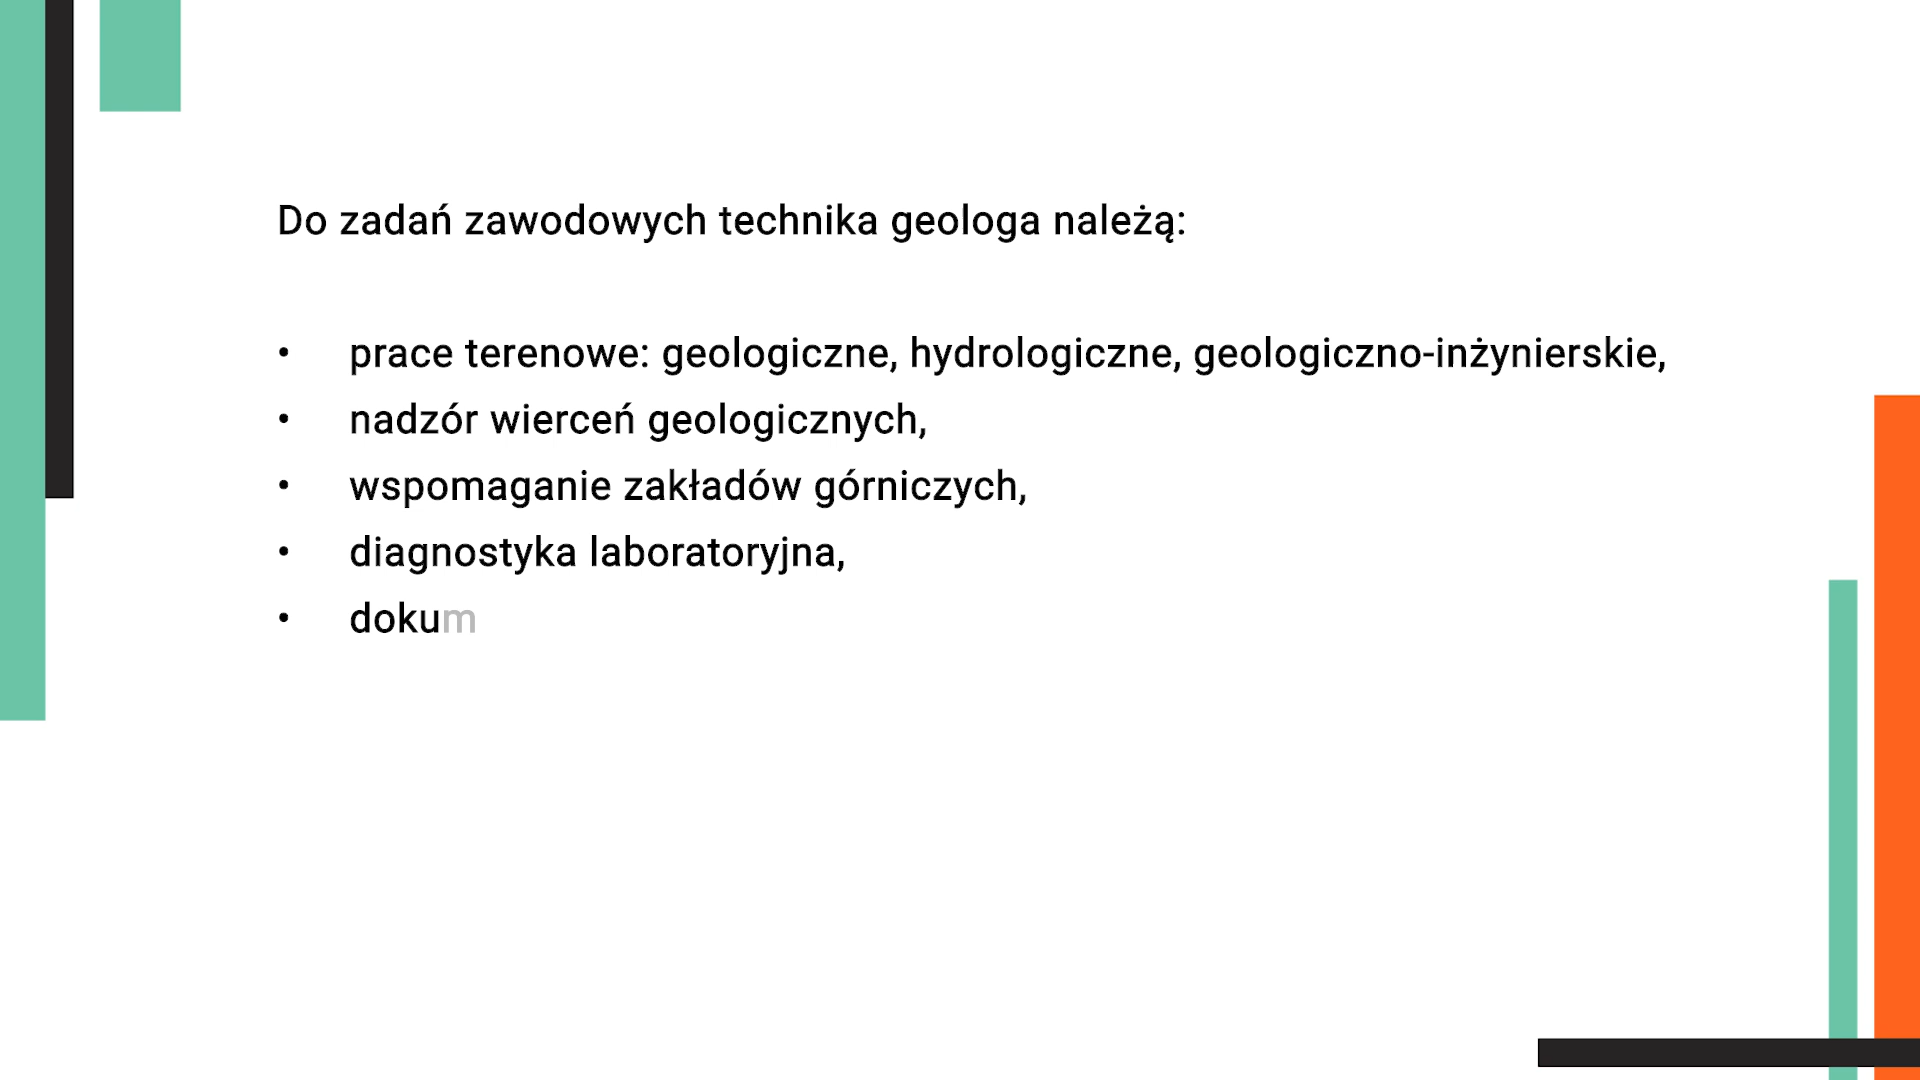 Do zadań zawodowych technika geologa należą:
• prace terenowe: geologiczne, hydrologiczne, geologiczno-inżynierskie,
• nadzór wierceń geologicznych,
• wspomaganie zakładów górniczych,
• diagnostyka laboratoryjna,
• dokum